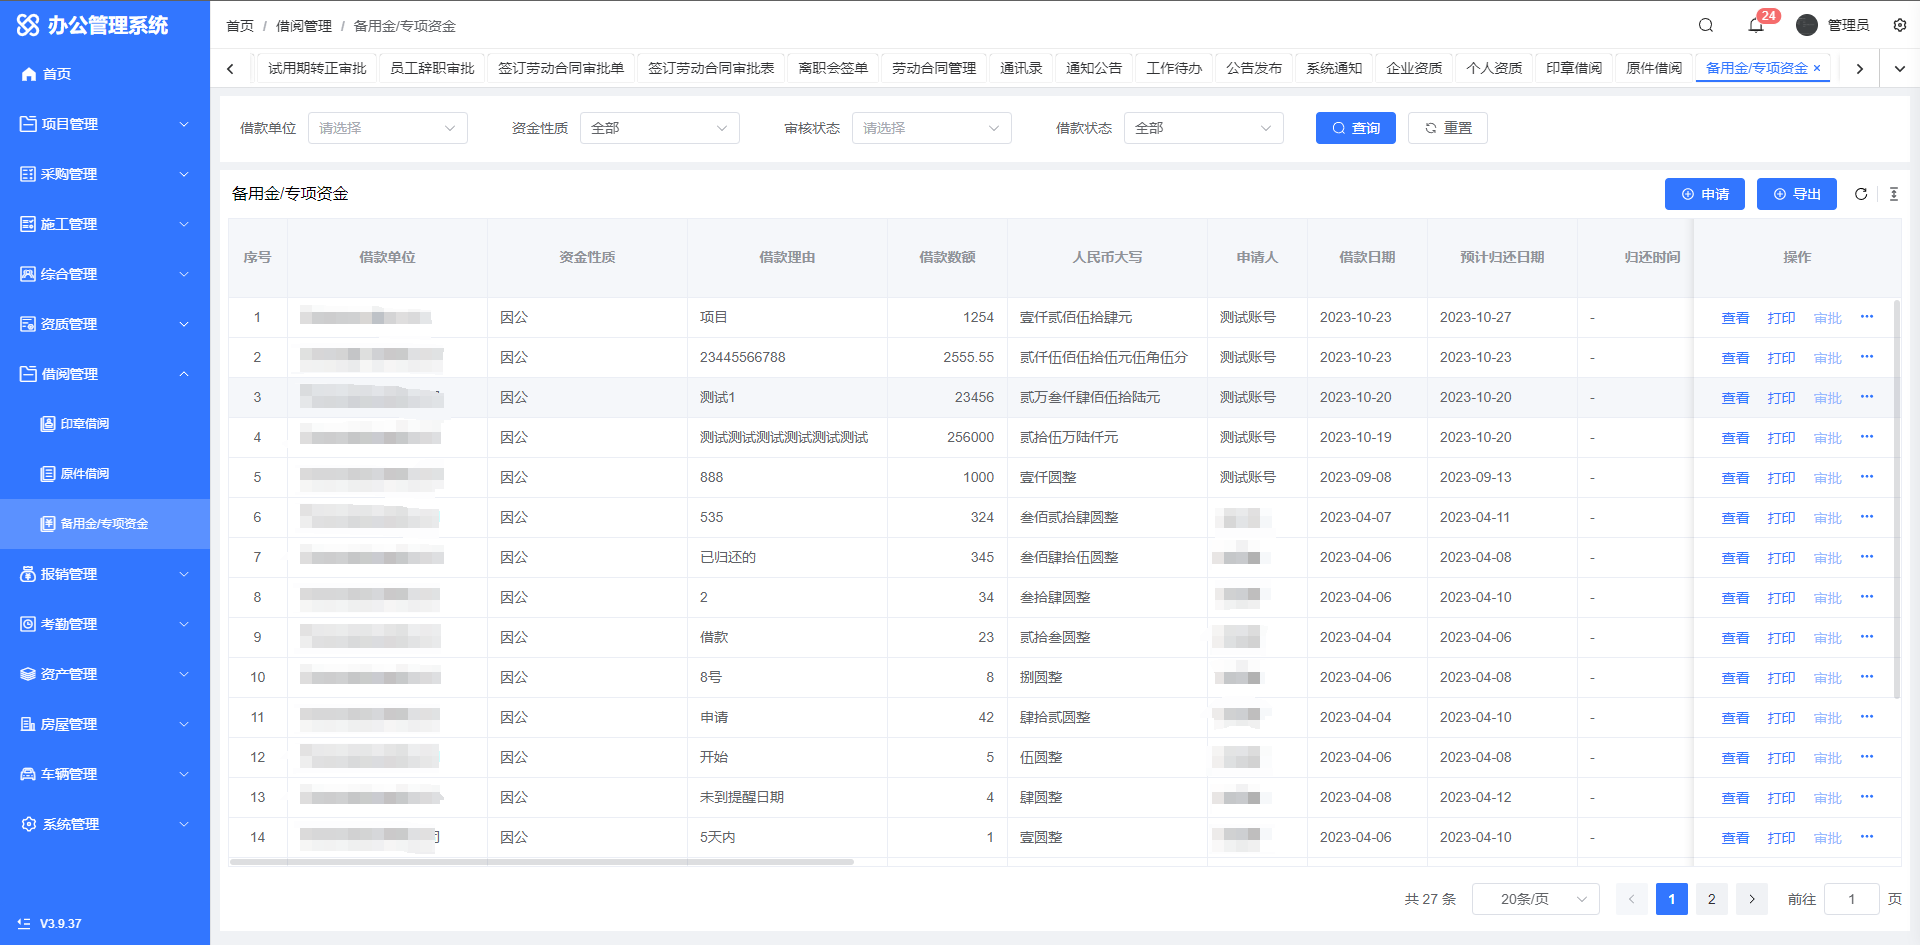 办公管理系统
首页 / 借阅管理 / 备用金/专项资金
24
管理员
试用期转正审批 员工辞职审批 签订劳动合同审批单 签订劳动合同审批表 离职会签单 劳动合同管理 通讯录 通知公告 工作待办 公告发布 系统通知 企业资质 个人资质 印章借阅 原件借阅 备用金/专项资金 ×
首页
项目管理
采购管理
施工管理
综合管理
资质管理
借阅管理
印章借阅
原件借阅
备用金/专项资金
报销管理
考勤管理
资产管理
房屋管理
车辆管理
系统管理
V3.9.37
借款单位 请选择 资金性质 全部 审核状态 请选择 借款状态 全部 查询 重置
备用金/专项资金 申请 导出
序号 借款单位 资金性质 借款理由 借款数额 人民币大写 申请人 借款日期 预计归还日期 归还时间 操作
1 因公 项目 1254 壹仟贰佰伍拾肆元 测试账号 2023-10-23 2023-10-27 - 查看 打印 审批 ···
2 因公 23445566788 2555.55 贰仟伍佰伍拾伍元伍角伍分 测试账号 2023-10-23 2023-10-23 - 查看 打印 审批 ···
3 因公 测试1 23456 贰万叁仟肆佰伍拾陆元 测试账号 2023-10-20 2023-10-20 - 查看 打印 审批 ···
4 因公 测试测试测试测试测试测试 256000 贰拾伍万陆仟元 测试账号 2023-10-19 2023-10-20 - 查看 打印 审批 ···
5 因公 888 1000 壹仟圆整 测试账号 2023-09-08 2023-09-13 - 查看 打印 审批 ···
6 因公 535 324 叁佰贰拾肆圆整 2023-04-07 2023-04-11 - 查看 打印 审批 ···
7 因公 已归还的 345 叁佰肆拾伍圆整 2023-04-06 2023-04-08 - 查看 打印 审批 ···
8 因公 2 34 叁拾肆圆整 2023-04-06 2023-04-10 - 查看 打印 审批 ···
9 因公 借款 23 贰拾叁圆整 2023-04-04 2023-04-06 - 查看 打印 审批 ···
10 因公 8号 8 捌圆整 2023-04-06 2023-04-08 - 查看 打印 审批 ···
11 因公 申请 42 肆拾贰圆整 2023-04-04 2023-04-10 - 查看 打印 审批 ···
12 因公 开始 5 伍圆整 2023-04-06 2023-04-08 - 查看 打印 审批 ···
13 因公 未到提醒日期 4 肆圆整 2023-04-08 2023-04-12 - 查看 打印 审批 ···
14 因公 5天内 1 壹圆整 2023-04-06 2023-04-10 - 查看 打印 审批 ···
共 27 条 20条/页 1 2 前往 1 页